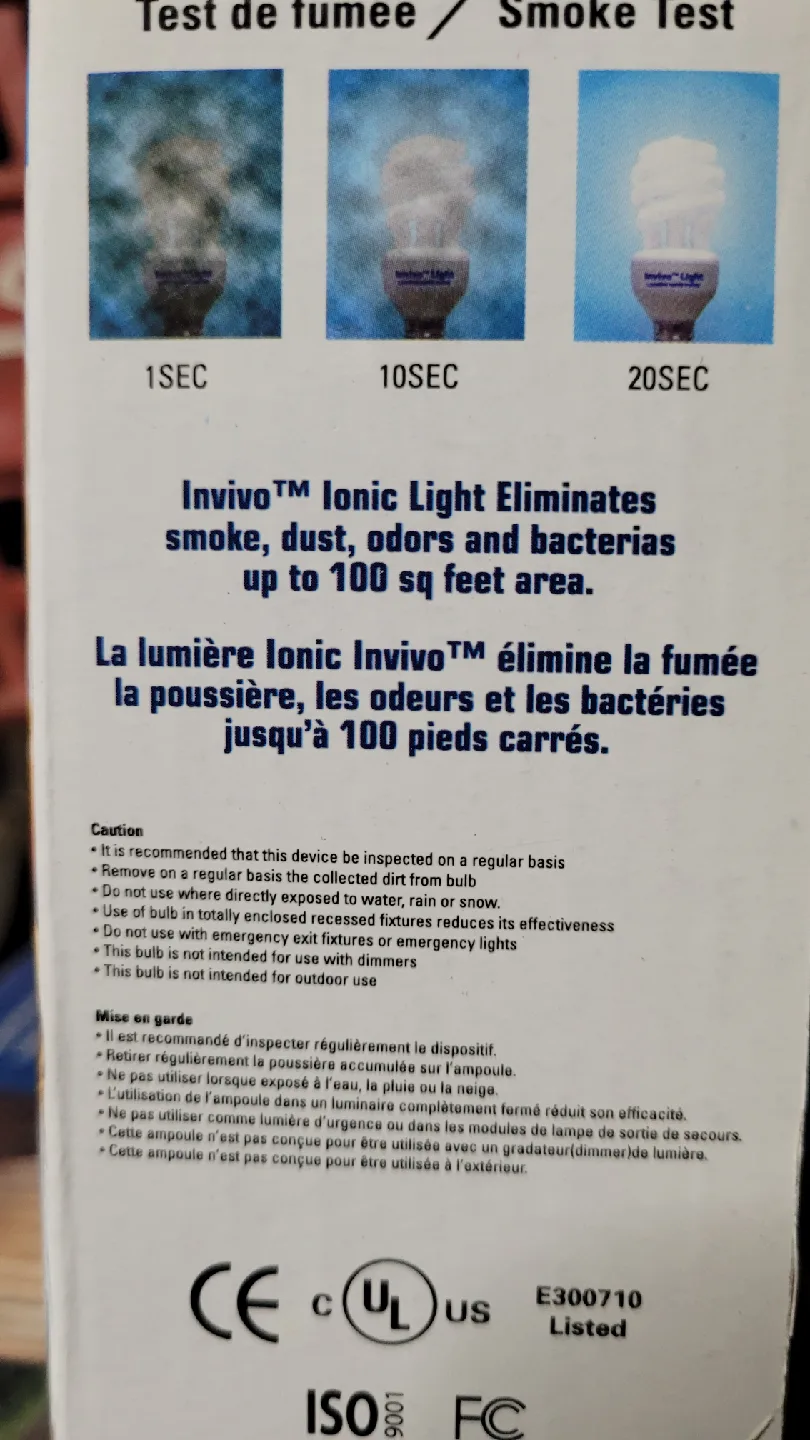 Test de fumée / Smoke Test
Invivo™ Light
Invivo™ Light
Invivo™ Light
1SEC
10SEC
20SEC
Invivo™ Ionic Light Eliminates
smoke, dust, odors and bacterias
up to 100 sq feet area.
La lumière Ionic Invivo™ élimine la fumée
la poussière, les odeurs et les bactéries
jusqu'à 100 pieds carrés.
Caution
* It is recommended that this device be inspected on a regular basis
* Remove on a regular basis the collected dirt from bulb
* Do not use where directly exposed to water, rain or snow.
* Use of bulb in totally enclosed recessed fixtures reduces its effectiveness
* Do not use with emergency exit fixtures or emergency lights
* This bulb is not intended for use with dimmers
* This bulb is not intended for outdoor use
Mise en garde
* Il est recommandé d'inspecter régulièrement le dispositif.
* Retirer régulièrement la poussière accumulée sur l'ampoule.
* Ne pas utiliser lorsque exposé à l'eau, la pluie ou la neige.
* L'utilisation de l'ampoule dans un luminaire complètement fermé réduit son efficacité.
* Ne pas utiliser comme lumière d'urgence ou dans les modules de lampe de sortie de secours.
* Cette ampoule n'est pas conçue pour être utilisée avec un gradateur(dimmer)de lumière.
* Cette ampoule n'est pas conçue pour être utilisée à l'extérieur.
CE C UL US E300710
Listed
ISO 9001 FC